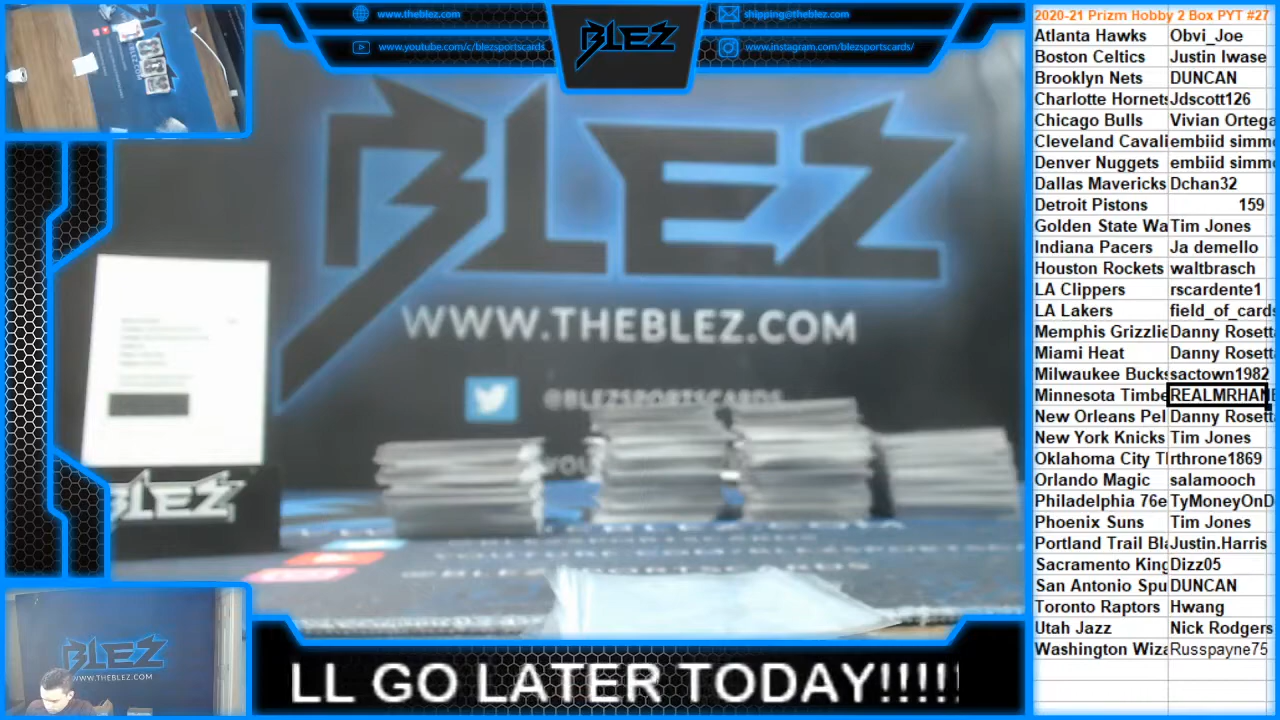 www.theblez.com
www.youtube.com/c/blezsportscards
BLEZ
shipping@theblez.com
www.instagram.com/blezsportscards/
BLEZ
WWW.THEBLEZ.COM
@BLEZSPORTSCARDS
BLEZ
BLEZ
WWW.THEBLEZ.COM
LL GO LATER TODAY!!!!!
2020-21 Prizm Hobby 2 Box PYT #27
Atlanta Hawks Obvi_Joe
Boston Celtics Justin Iwase
Brooklyn Nets DUNCAN
Charlotte Hornets Jdscott126
Chicago Bulls Vivian Ortega
Cleveland Cavali embiid simm
Denver Nuggets embiid simm
Dallas Mavericks Dchan32
Detroit Pistons 159
Golden State Wa Tim Jones
Indiana Pacers Ja demello
Houston Rockets waltbrasch
LA Clippers rscardente1
LA Lakers field_of_cards
Memphis Grizzlie Danny Rosett
Miami Heat Danny Rosett
Milwaukee Bucks sactown1982
Minnesota Timbe REALMRHAN
New Orleans Pel Danny Rosett
New York Knicks Tim Jones
Oklahoma City T rthrone1869
Orlando Magic salamooch
Philadelphia 76e TyMoneyOnD
Phoenix Suns Tim Jones
Portland Trail Bla Justin.Harris
Sacramento King Dizz05
San Antonio Spu DUNCAN
Toronto Raptors Hwang
Utah Jazz Nick Rodgers
Washington Wiza Russpayne75